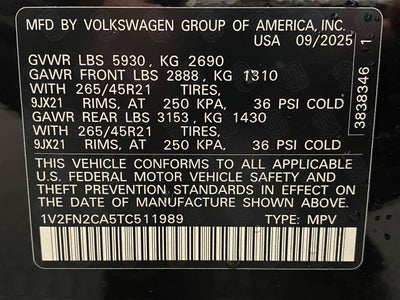 MFD BY VOLKSWAGEN GROUP OF AMERICA, INC.
USA 09/2025
GVWR LBS 5930, KG 2690
GAWR FRONT LBS 2888, KG 1310
WITH 265/45R21 TIRES,
9JX21 RIMS, AT 250 KPA, 36 PSI COLD
GAWR REAR LBS 3153, KG 1430
WITH 265/45R21 TIRES,
9JX21 RIMS, AT 250 KPA, 36 PSI COLD
THIS VEHICLE CONFORMS TO ALL APPLICABLE
U.S. FEDERAL MOTOR VEHICLE SAFETY AND
THEFT PREVENTION STANDARDS IN EFFECT ON
THE DATE OF MANUFACTURE SHOWN ABOVE.
1V2FN2CA5TC511989 TYPE: MPV
3838346 1